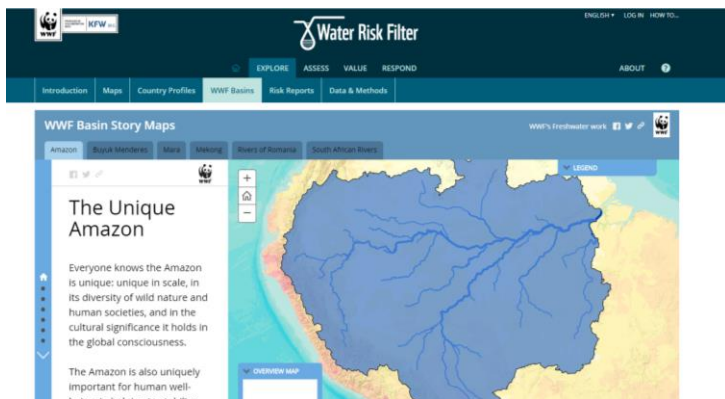 WWF
KFW
Water Risk Filter
ENGLISH LOG IN HOW TO...
EXPLORE ASSESS VALUE RESPOND ABOUT ?
Introduction Maps Country Profiles WWF Basins Risk Reports Data & Methods
WWF Basin Story Maps WWF's Freshwater work
WWF
Amazon Buyuk Menderes Mara Mekong Rivers of Romania South African Rivers
LEGEND
WWF
+
The Unique
Amazon
−
Everyone knows the Amazon
is unique: unique in scale, in
its diversity of wild nature and
human societies, and in the
cultural significance it holds in
the global consciousness.
The Amazon is also uniquely
important for human well-
OVERVIEW MAP